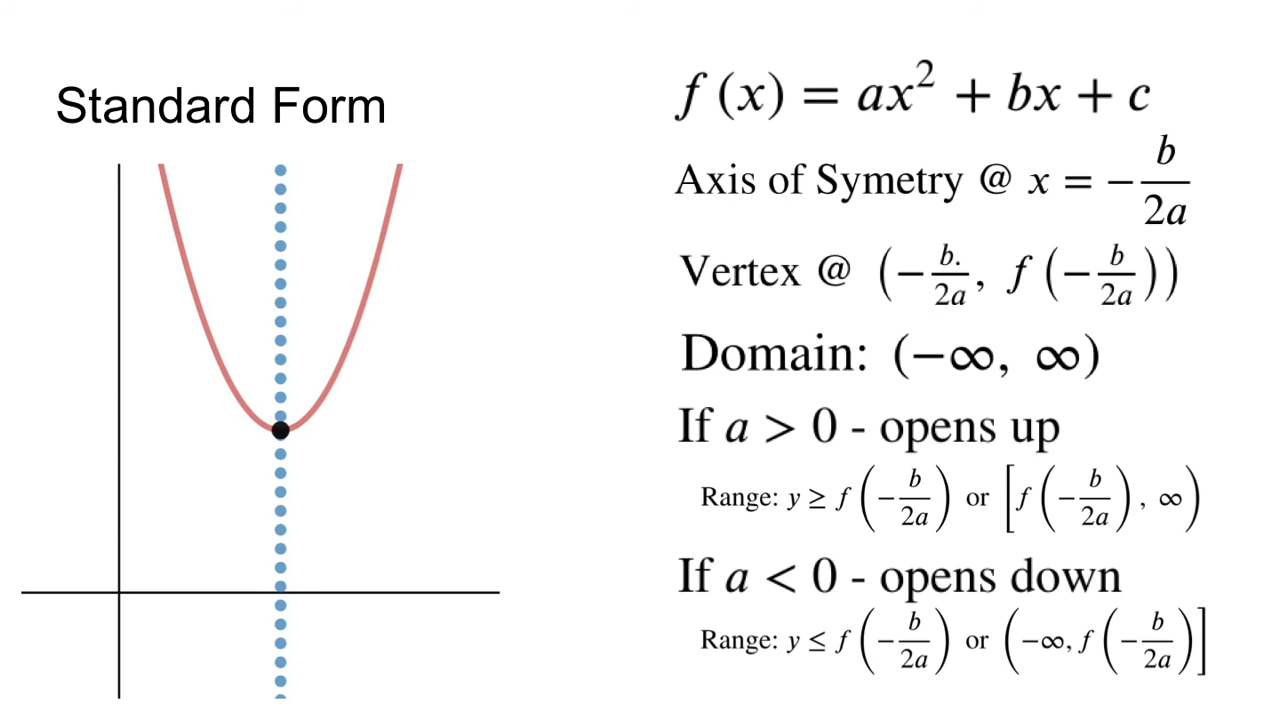 Standard Form
f (x) = ax² + bx + c
Axis of Symetry @ x = −b/2a
Vertex @ (−b./2a, f (−b/2a))
Domain: (−∞, ∞)
If a > 0 - opens up
Range: y ≥ f (−b/2a) or [f (−b/2a), ∞)
If a < 0 - opens down
Range: y ≤ f (−b/2a) or (−∞, f (−b/2a)]